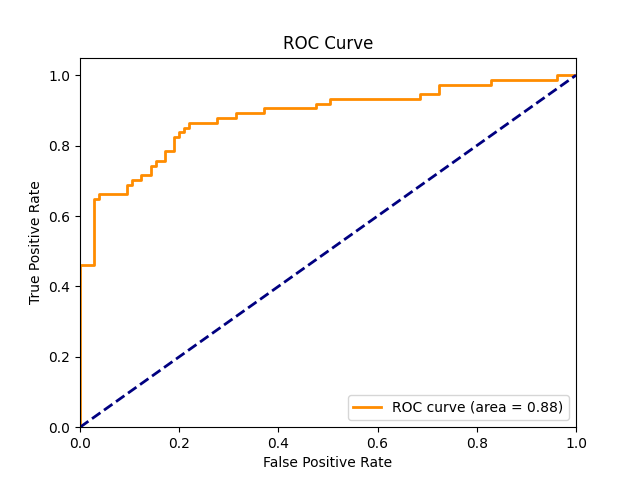 ROC Curve
1.0
0.8
0.6
0.4
0.2
0.0
True Positive Rate
0.0 0.2 0.4 0.6 0.8 1.0
False Positive Rate
ROC curve (area = 0.88)